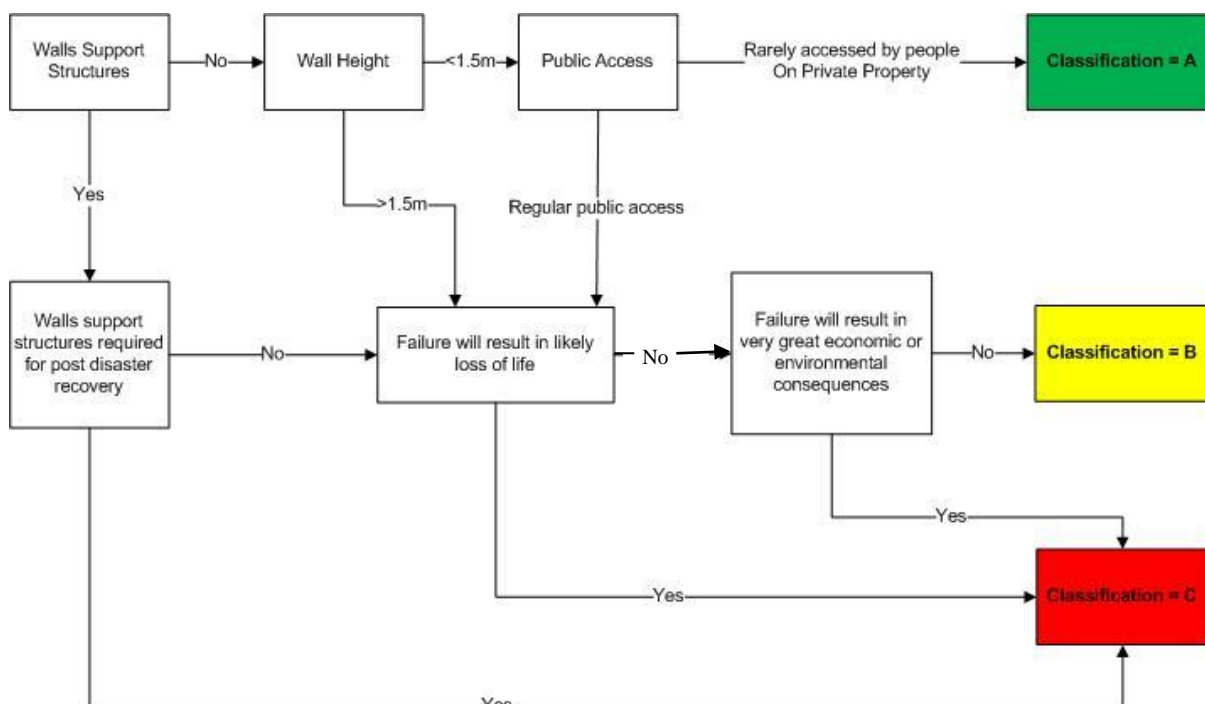 Walls Support
Structures
No
Wall Height
<1.5m
Public Access
Rarely accessed by people
On Private Property
Classification = A
Yes
>1.5m
Regular public access
Walls support
structures required
for post disaster
recovery
No
Failure will result in likely
loss of life
No
Failure will result in
very great economic or
environmental
consequences
No
Classification = B
Yes
Yes
Classification = C
Yes